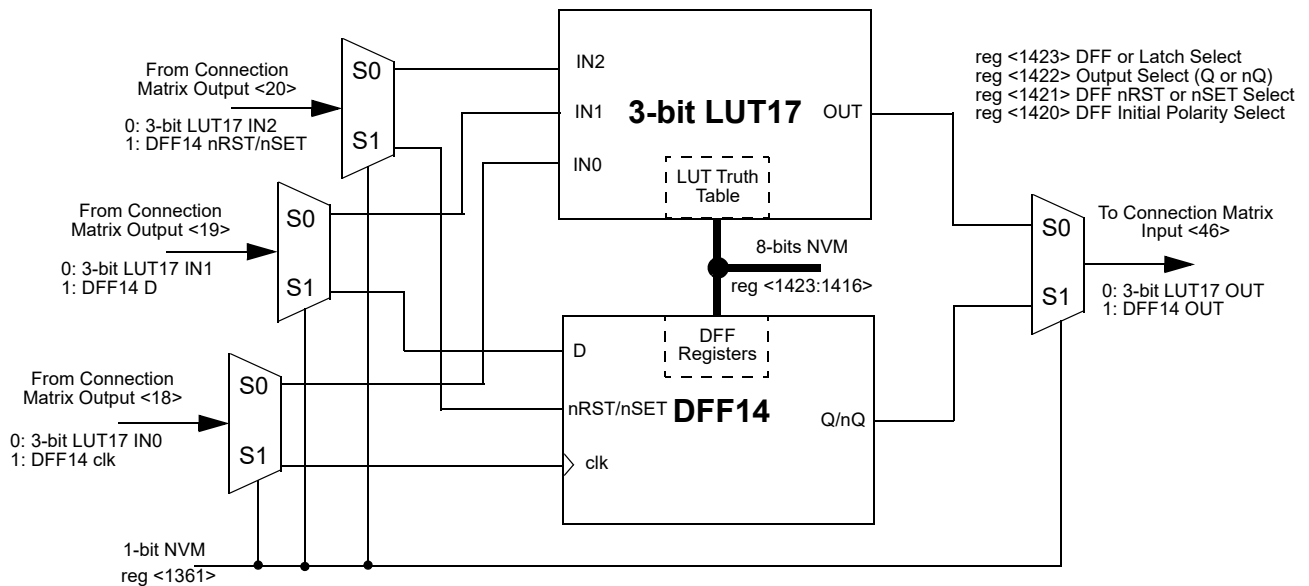 From Connection
Matrix Output <20>
0: 3-bit LUT17 IN2
1: DFF14 nRST/nSET
S0
S1
From Connection
Matrix Output <19>
0: 3-bit LUT17 IN1
1: DFF14 D
S0
S1
From Connection
Matrix Output <18>
0: 3-bit LUT17 IN0
1: DFF14 clk
S0
S1
1-bit NVM
reg <1361>
IN2
IN1
IN0
3-bit LUT17
OUT
LUT Truth
Table
8-bits NVM
reg <1423:1416>
DFF
Registers
D
nRST/nSET
DFF14
Q/nQ
clk
reg <1423> DFF or Latch Select
reg <1422> Output Select (Q or nQ)
reg <1421> DFF nRST or nSET Select
reg <1420> DFF Initial Polarity Select
S0
S1
To Connection Matrix
Input <46>
0: 3-bit LUT17 OUT
1: DFF14 OUT